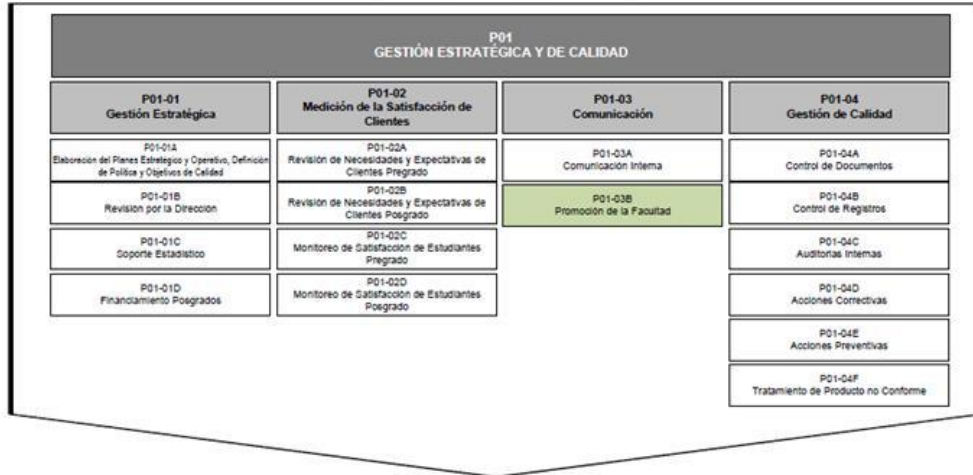 P01
GESTIÓN ESTRATÉGICA Y DE CALIDAD
P01-01
Gestión Estratégica
P01-01A
Elaboración del Planes Estratégico y Operativo, Definición
de Política y Objetivos de Calidad
P01-01B
Revisión por la Dirección
P01-01C
Soporte Estadístico
P01-01D
Financiamiento Posgrados
P01-02
Medición de la Satisfacción de
Clientes
P01-02A
Revisión de Necesidades y Expectativas de
Clientes Pregrado
P01-02B
Revisión de Necesidades y Expectativas de
Clientes Posgrado
P01-02C
Monitoreo de Satisfacción de Estudiantes
Pregrado
P01-02D
Monitoreo de Satisfacción de Estudiantes
Posgrado
P01-03
Comunicación
P01-03A
Comunicación Interna
P01-03B
Promoción de la Facultad
P01-04
Gestión de Calidad
P01-04A
Control de Documentos
P01-04B
Control de Registros
P01-04C
Auditorias Internas
P01-04D
Acciones Correctivas
P01-04E
Acciones Preventivas
P01-04F
Tratamiento de Producto no Conforme